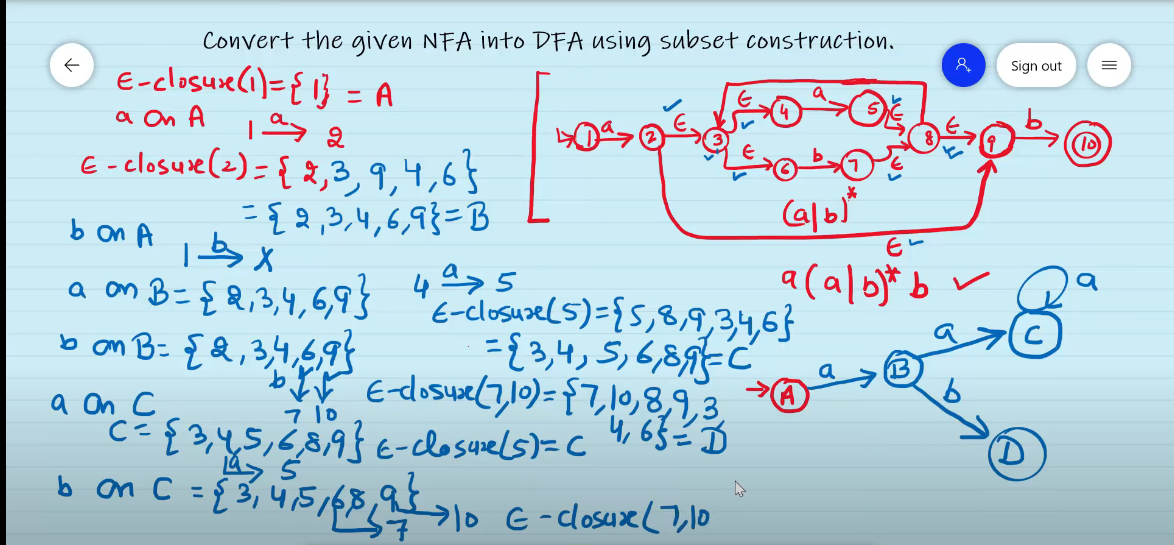 Convert the given NFA into DFA using subset construction.
Sign out
ϵ-closure(1)={1} = A
a on A
1 a→ 2
ϵ-closure(2)={2,3,9,4,6}
={2,3,4,6,9}=B
b on A
1 b→ X
a on B={2,3,4,6,9}
4 a→ 5
ϵ-closure(5)={5,8,9,3,4,6}
={3,4,5,6,8,9}=C
b on B={2,3,4,6,9}
b
7 10
ϵ-closure(7,10)={7,10,8,9,3
4,6}=D
a on C
C={3,4,5,6,8,9}
a→ 5
ϵ-closure(5)=C
b on C={3,4,5,6,8,9}
→7
→10
ϵ-closure(7,10
1 a 2 ϵ 3 ϵ 4 a 5 ϵ 8 ϵ 9 b 10
ϵ 6 b 7 ϵ
(a|b)*
ϵ
a(a|b)*b ✓
A a B a C a
b D